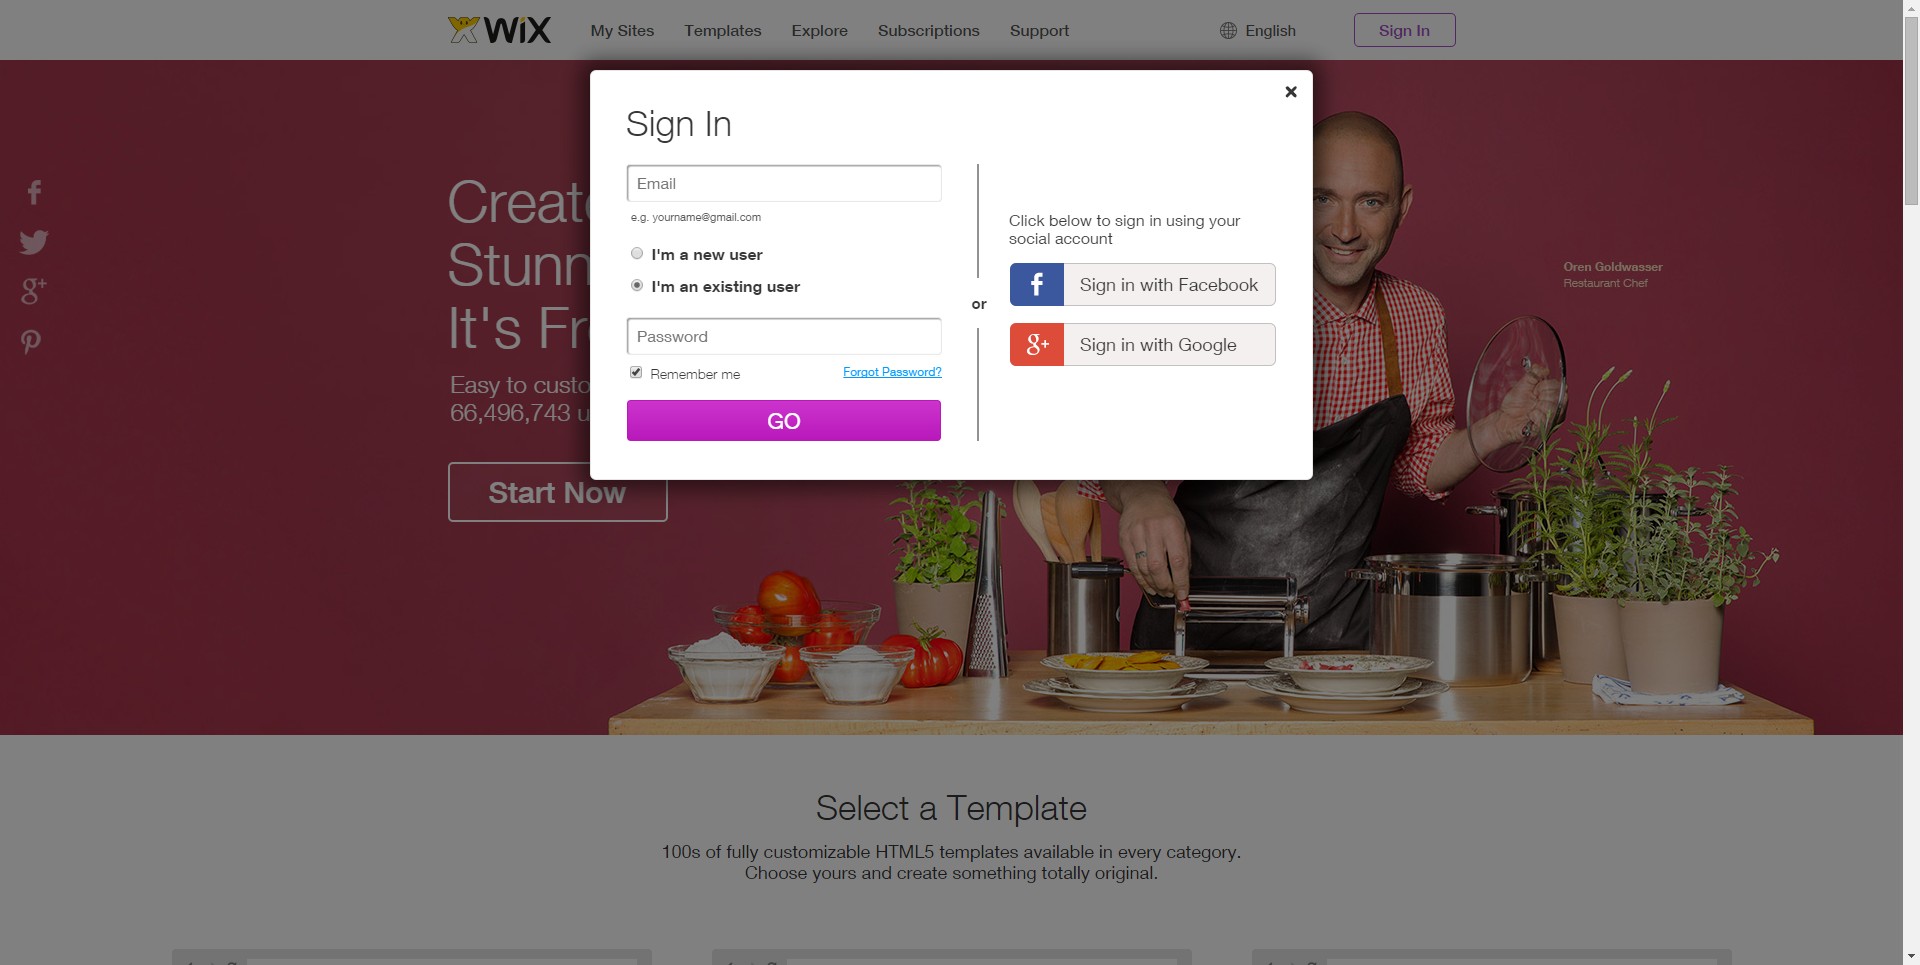 WiX
My Sites
Templates
Explore
Subscriptions
Support
English
Sign In
Sign In
Email
e.g. yourname@gmail.com
I'm a new user
I'm an existing user
Password
Remember me
Forgot Password?
GO
or
Click below to sign in using your
social account
Sign in with Facebook
Sign in with Google
Stunn
It's Fr
Easy to custo
66,496,743 u
Start Now
Oren Goldwasser
Restaurant Chef
Select a Template
100s of fully customizable HTML5 templates available in every category.
Choose yours and create something totally original.